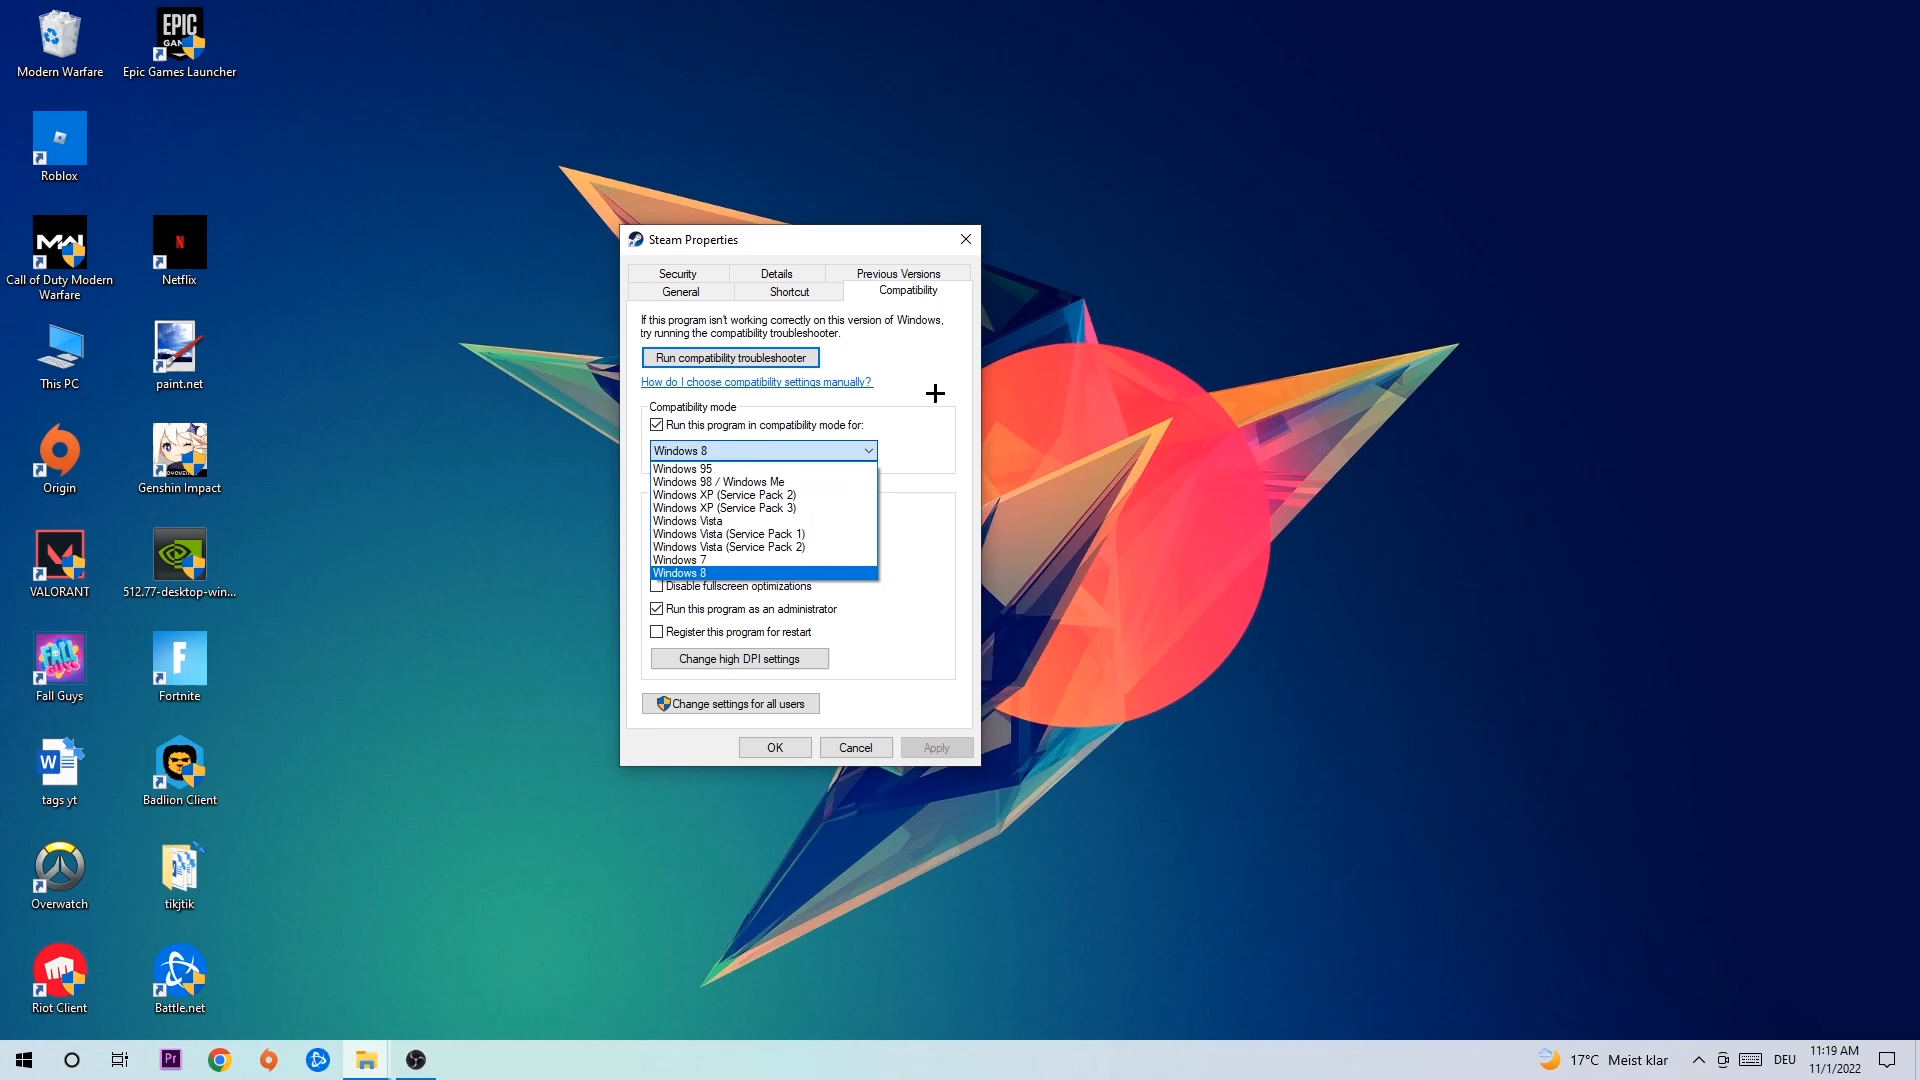 Modern Warfare
EPIC
GAMES
Epic Games Launcher
Roblox
MW
Call of Duty Modern
Warfare
N
Netflix
This PC
paint.net
Origin
Genshin Impact
VALORANT
512.77-desktop-win...
FALL
Fall Guys
F
Fortnite
W
tags yt
Badlion Client
Overwatch
tikjtik
Riot Client
Battle.net
Steam Properties
Security
Details
Previous Versions
General
Shortcut
Compatibility
If this program isn't working correctly on this version of Windows,
try running the compatibility troubleshooter.
Run compatibility troubleshooter
How do I choose compatibility settings manually?
Compatibility mode
Run this program in compatibility mode for:
Windows 8
Windows 95
Windows 98 / Windows Me
Windows XP (Service Pack 2)
Windows XP (Service Pack 3)
Windows Vista
Windows Vista (Service Pack 1)
Windows Vista (Service Pack 2)
Windows 7
Windows 8
Disable fullscreen optimizations
Run this program as an administrator
Register this program for restart
Change high DPI settings
Change settings for all users
OK
Cancel
Apply
Pr
17°C Meist klar
DEU
11:19 AM
11/1/2022